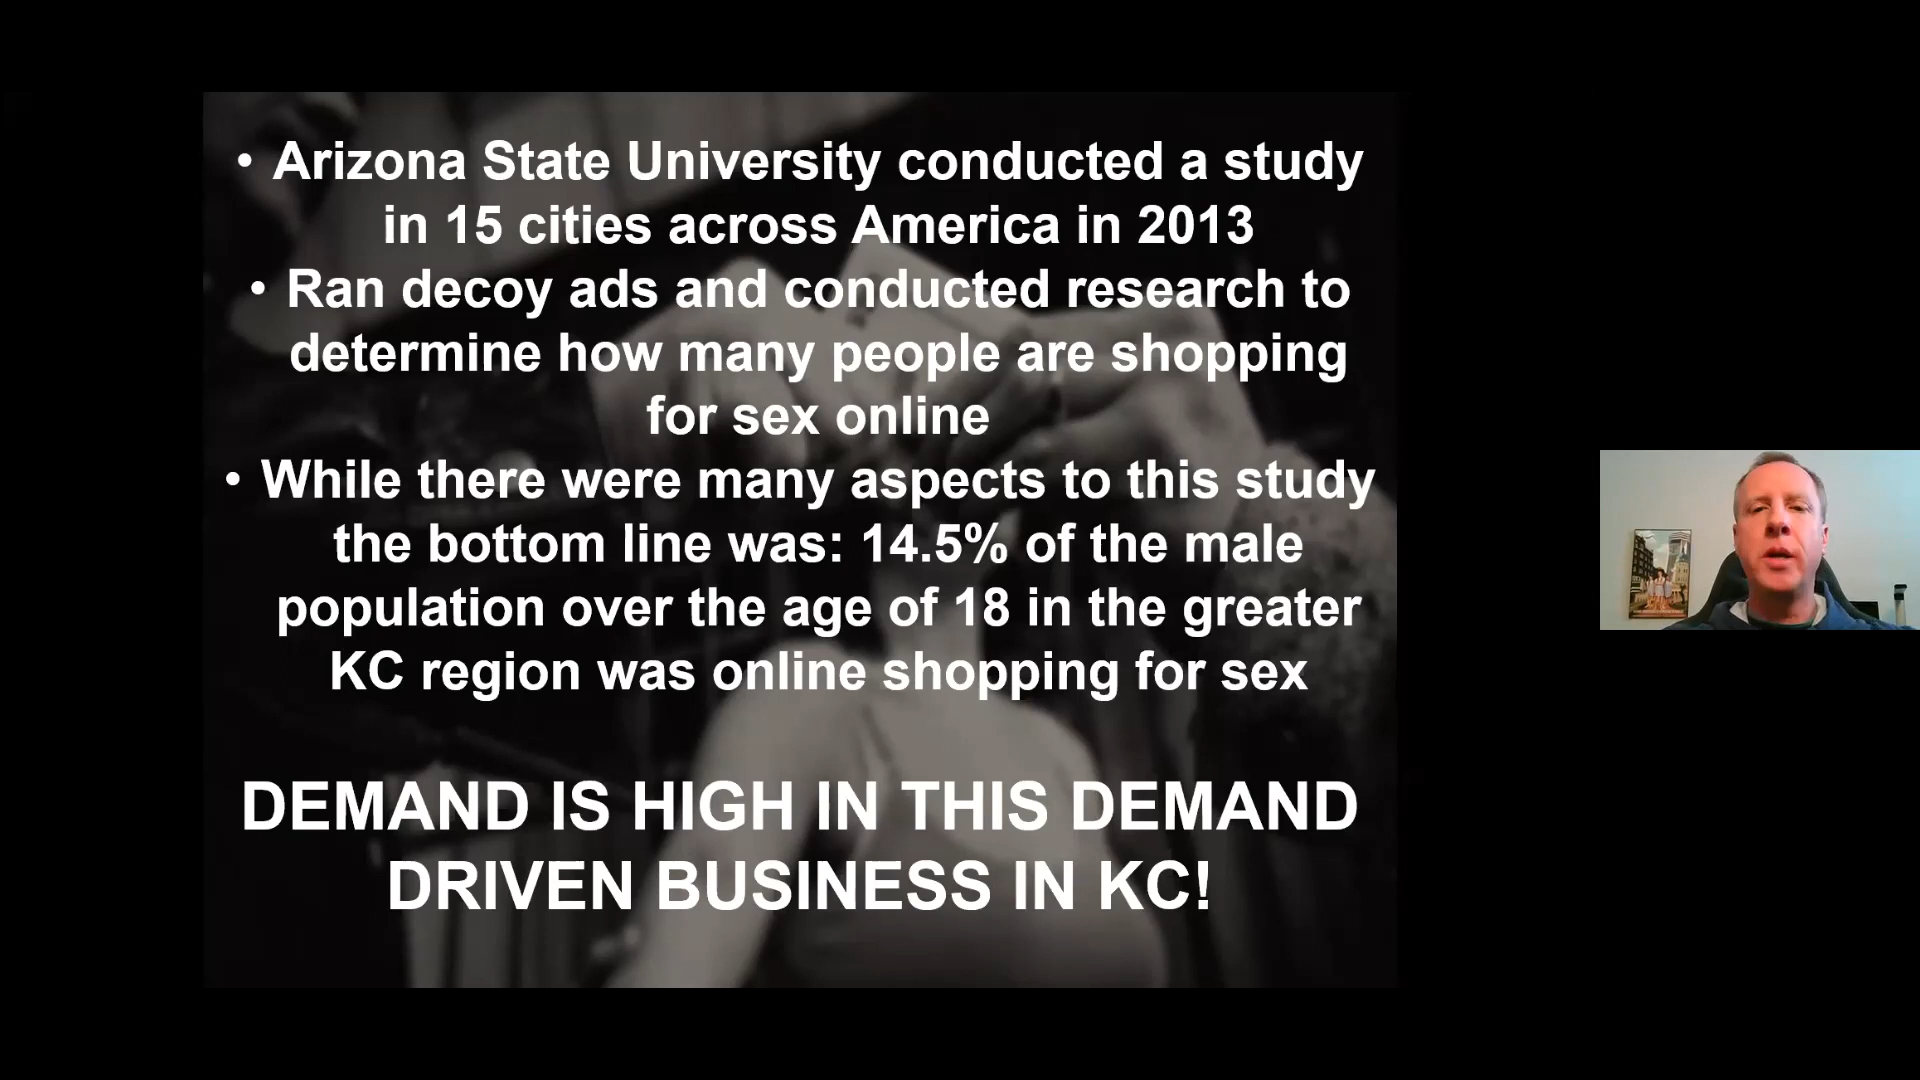 • Arizona State University conducted a study
in 15 cities across America in 2013
• Ran decoy ads and conducted research to
determine how many people are shopping
for sex online
• While there were many aspects to this study
the bottom line was: 14.5% of the male
population over the age of 18 in the greater
KC region was online shopping for sex
DEMAND IS HIGH IN THIS DEMAND
DRIVEN BUSINESS IN KC!